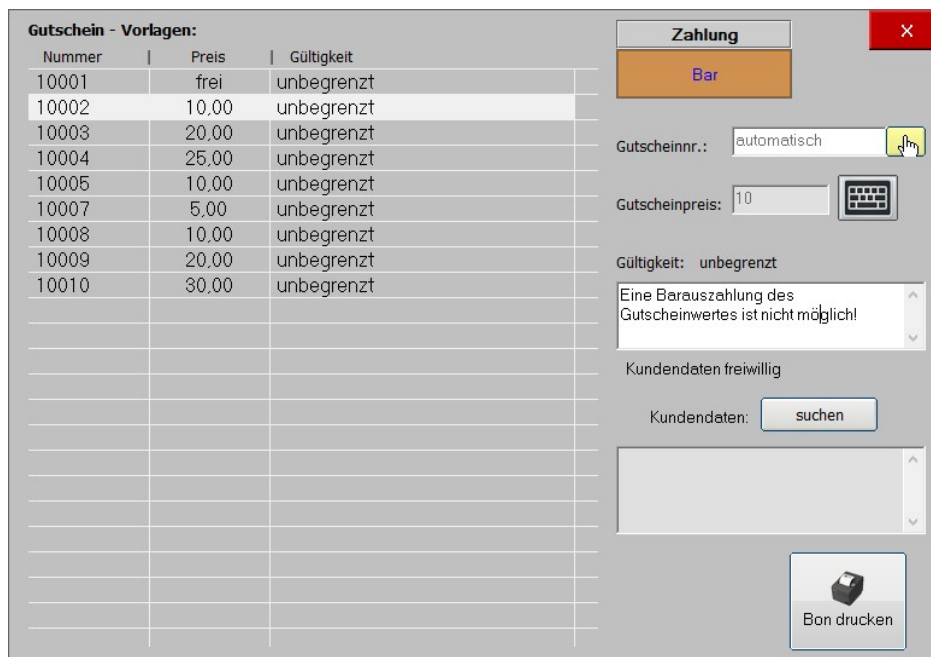 Gutschein - Vorlagen:
Nummer | Preis | Gültigkeit
10001 frei unbegrenzt
10002 10,00 unbegrenzt
10003 20,00 unbegrenzt
10004 25,00 unbegrenzt
10005 10,00 unbegrenzt
10007 5,00 unbegrenzt
10008 10,00 unbegrenzt
10009 20,00 unbegrenzt
10010 30,00 unbegrenzt
Zahlung
X
Bar
Gutscheinnr.: automatisch
Gutscheinpreis: 10
Gültigkeit: unbegrenzt
Eine Barauszahlung des
Gutscheinwertes ist nicht möglich!
Kundendaten freiwillig
Kundendaten: suchen
Bon drucken